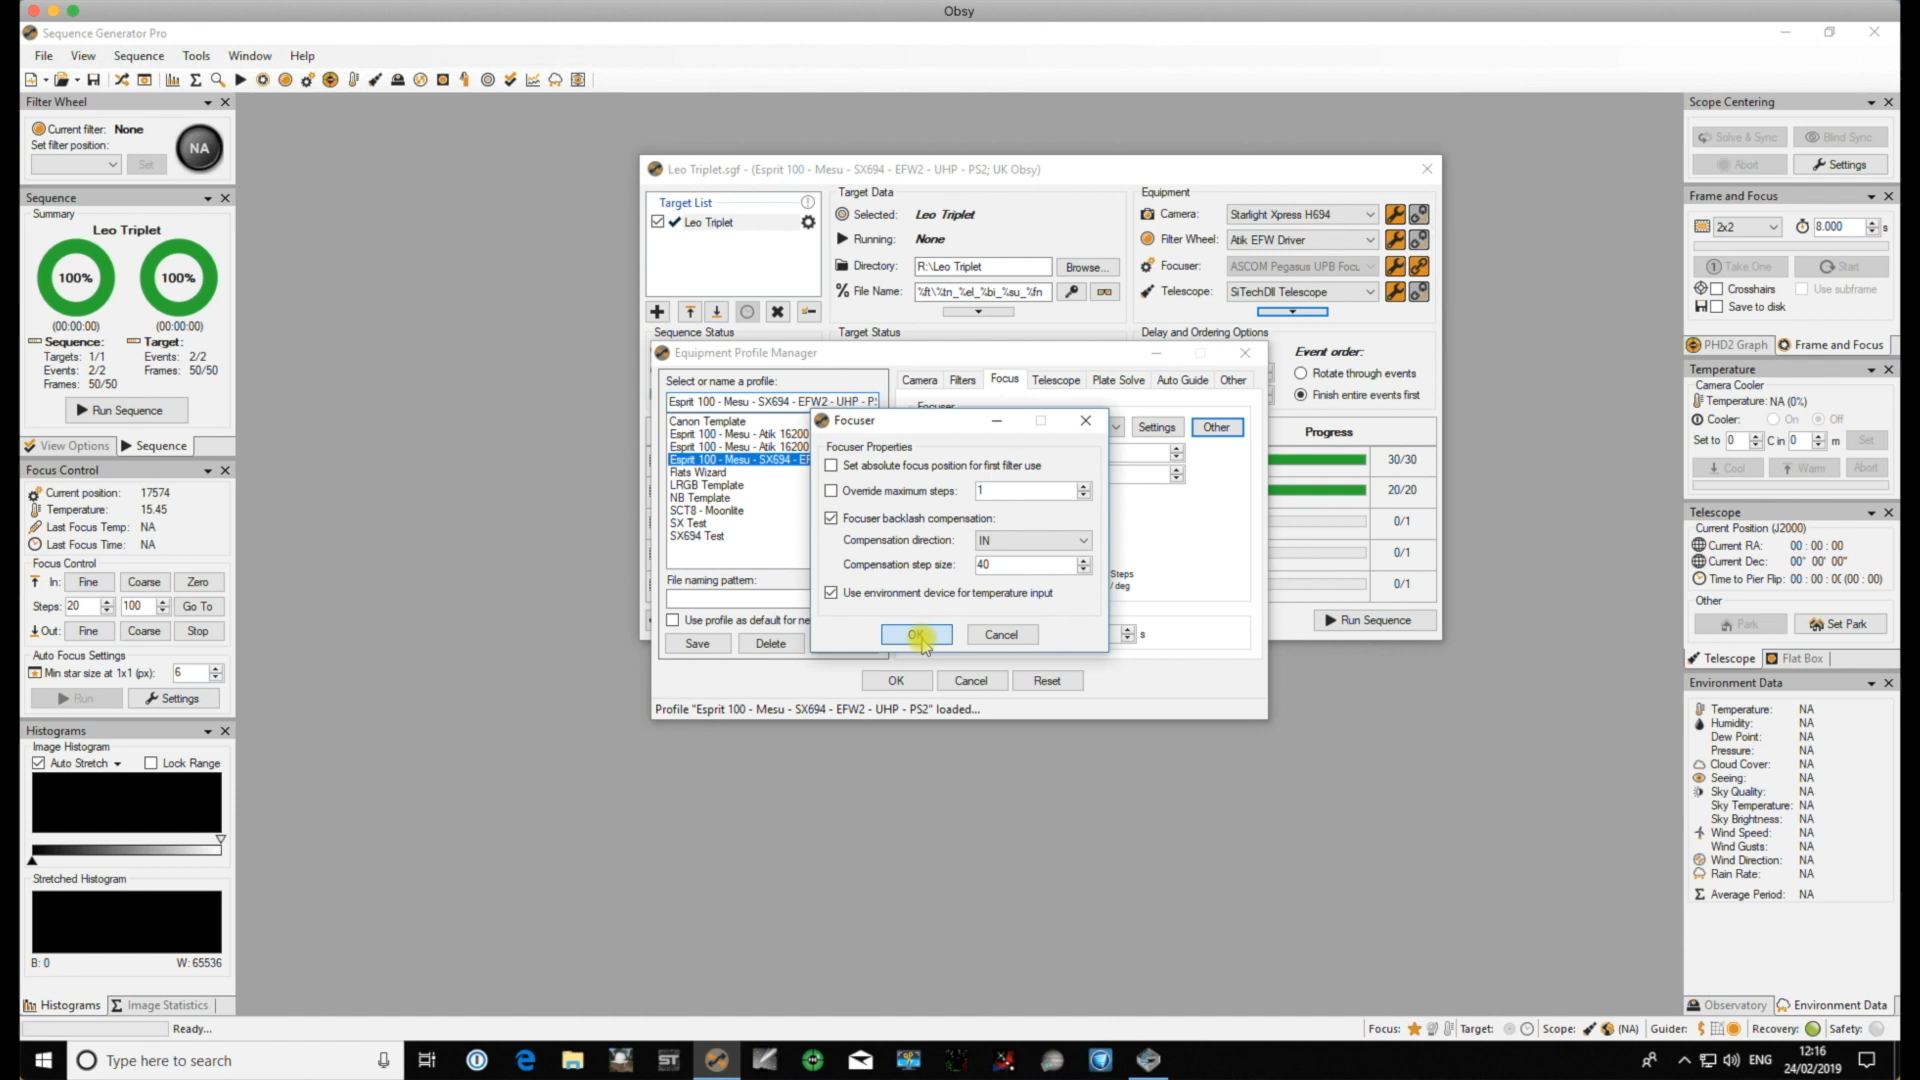 Obsy
Sequence Generator Pro
File View Sequence Tools Window Help
Filter Wheel
Current filter: None
Set filter position:
Set
NA
Sequence
Summary
Leo Triplet
100% 100%
(00:00:00) (00:00:00)
Sequence: Target:
Targets: 1/1 Events: 2/2
Events: 2/2 Frames: 50/50
Frames: 50/50
Run Sequence
View Options Sequence
Focus Control
Current position: 17574
Temperature: 15.45
Last Focus Temp: NA
Last Focus Time: NA
Focus Control
In: Fine Coarse Zero
Steps: 20 100 Go To
Out: Fine Coarse Stop
Auto Focus Settings
Min star size at 1x1 (px): 6
Run Settings
Histograms
Image Histogram
Auto Stretch Lock Range
Stretched Histogram
B: 0 W: 65536
Histograms Image Statistics
Ready...
Leo Triplet.sgf - (Esprit 100 - Mesu - SX694 - EFW2 - UHP - PS2; UK Obsy)
Target List
Leo Triplet
Target Data
Selected: Leo Triplet
Running: None
Directory: R:\Leo Triplet Browse...
File Name: %ft\%tn_%el_%bi_%su_%fn
Equipment
Camera: Starlight Xpress H694
Filter Wheel: Atik EFW Driver
Focuser: ASCOM Pegasus UPB Focu
Telescope: SiTechDll Telescope
Sequence Status Target Status Delay and Ordering Options
Event order:
Rotate through events
Finish entire events first
Progress
30/30
20/20
0/1
0/1
0/1
Run Sequence
Equipment Profile Manager
Select or name a profile:
Esprit 100 - Mesu - SX694 - EFW2 - UHP - P
Canon Template
Esprit 100 - Mesu - Atik 16200
Esprit 100 - Mesu - Atik 16200
Esprit 100 - Mesu - SX694 - EF
Flats Wizard
LRGB Template
NB Template
SCT8 - Moonlite
SX Test
SX694 Test
File naming pattern:
Use profile as default for ne
Save Delete
Camera Filters Focus Telescope Plate Solve Auto Guide Other
Focuser
Settings Other
Steps
/ deg
s
OK Cancel Reset
Profile "Esprit 100 - Mesu - SX694 - EFW2 - UHP - PS2" loaded...
Focuser
Focuser Properties
Set absolute focus position for first filter use
Override maximum steps: 1
Focuser backlash compensation:
Compensation direction: IN
Compensation step size: 40
Use environment device for temperature input
OK Cancel
Scope Centering
Solve & Sync Blind Sync
Abort Settings
Frame and Focus
2x2 8.000 s
Take One Start
Crosshairs Use subframe
Save to disk
PHD2 Graph Frame and Focus
Temperature
Camera Cooler
Temperature: NA (0%)
Cooler: On Off
Set to 0 C in 0 m Set
Cool Warm Abort
Telescope
Current Position (J2000)
Current RA: 00 : 00 : 00
Current Dec: 00° 00' 00"
Time to Pier Flip: 00 : 00 : 0( (00 : 00)
Other
Park Set Park
Telescope Flat Box
Environment Data
Temperature: NA
Humidity: NA
Dew Point: NA
Pressure: NA
Cloud Cover: NA
Seeing: NA
Sky Quality: NA
Sky Temperature: NA
Sky Brightness: NA
Wind Speed: NA
Wind Gusts: NA
Wind Direction: NA
Rain Rate: NA
Average Period: NA
Observatory Environment Data
Focus: Target: Scope: (NA) Guider: Recovery: Safety:
Type here to search
ST
ENG
12:16
24/02/2019